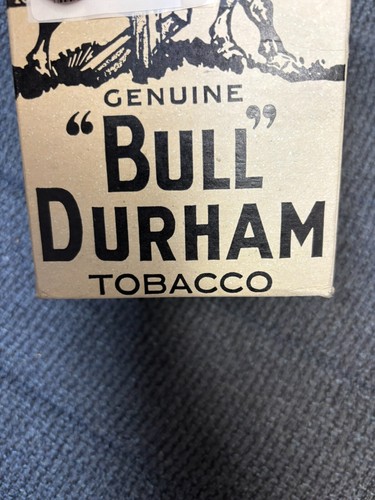 GENUINE
“BULL”
DURHAM
TOBACCO